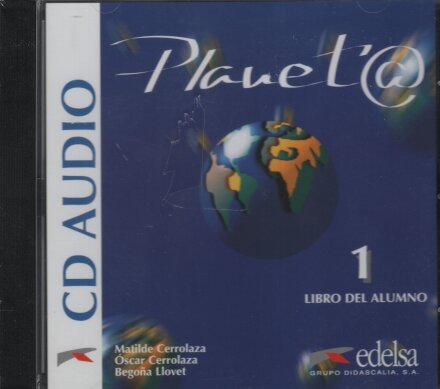 CD AUDIO
Planet@
1
LIBRO DEL ALUMNO
Matilde Cerrolaza
Óscar Cerrolaza
Begoña Llovet
edelsa
GRUPO DIDASCALIA, S.A.